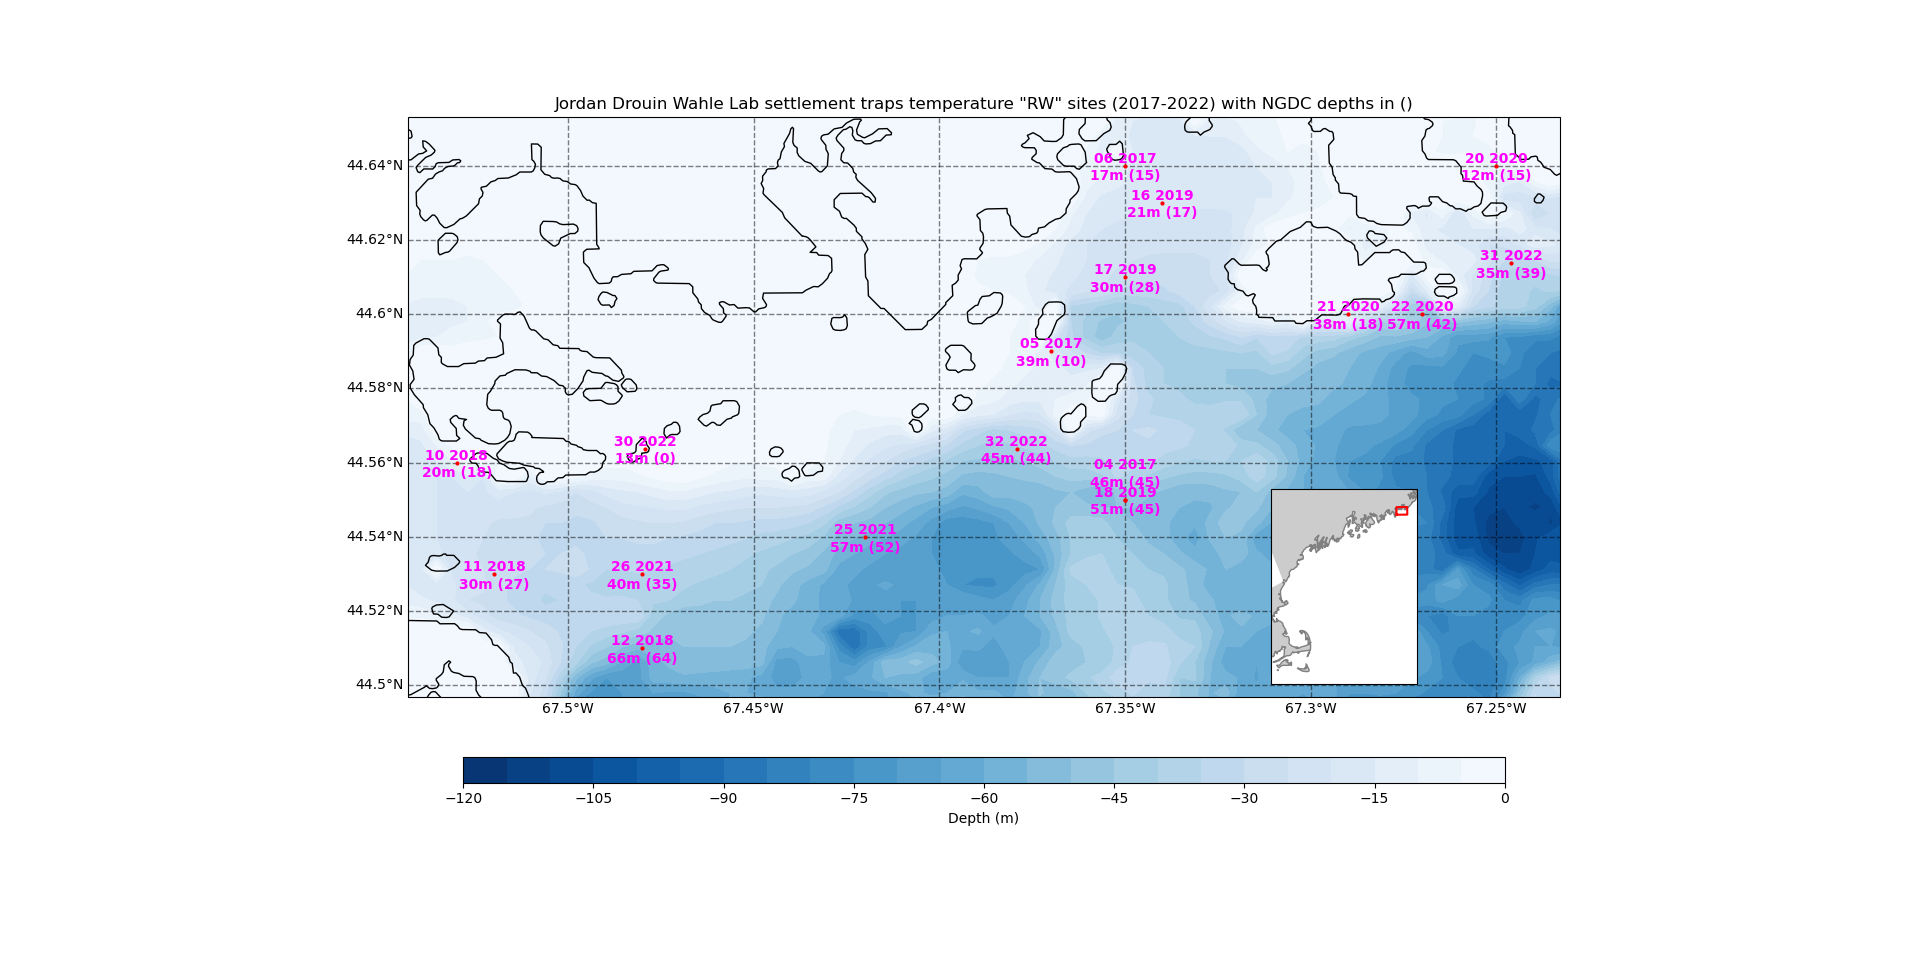 Jordan Drouin Wahle Lab settlement traps temperature "RW" sites (2017-2022) with NGDC depths in ()
44.64°N
44.62°N
44.6°N
44.58°N
44.56°N
44.54°N
44.52°N
44.5°N
06 2017
17m (15)
20 2020
12m (15)
16 2019
21m (17)
31 2022
35m (39)
17 2019
30m (28)
21 2020
38m (18)
22 2020
57m (42)
05 2017
39m (10)
30 2022
13m (0)
32 2022
45m (44)
10 2018
20m (18)
04 2017
46m (45)
18 2019
51m (45)
25 2021
57m (52)
11 2018
30m (27)
26 2021
40m (35)
12 2018
66m (64)
67.5°W
67.45°W
67.4°W
67.35°W
67.3°W
67.25°W
−120
−105
−90
−75
−60
−45
−30
−15
0
Depth (m)